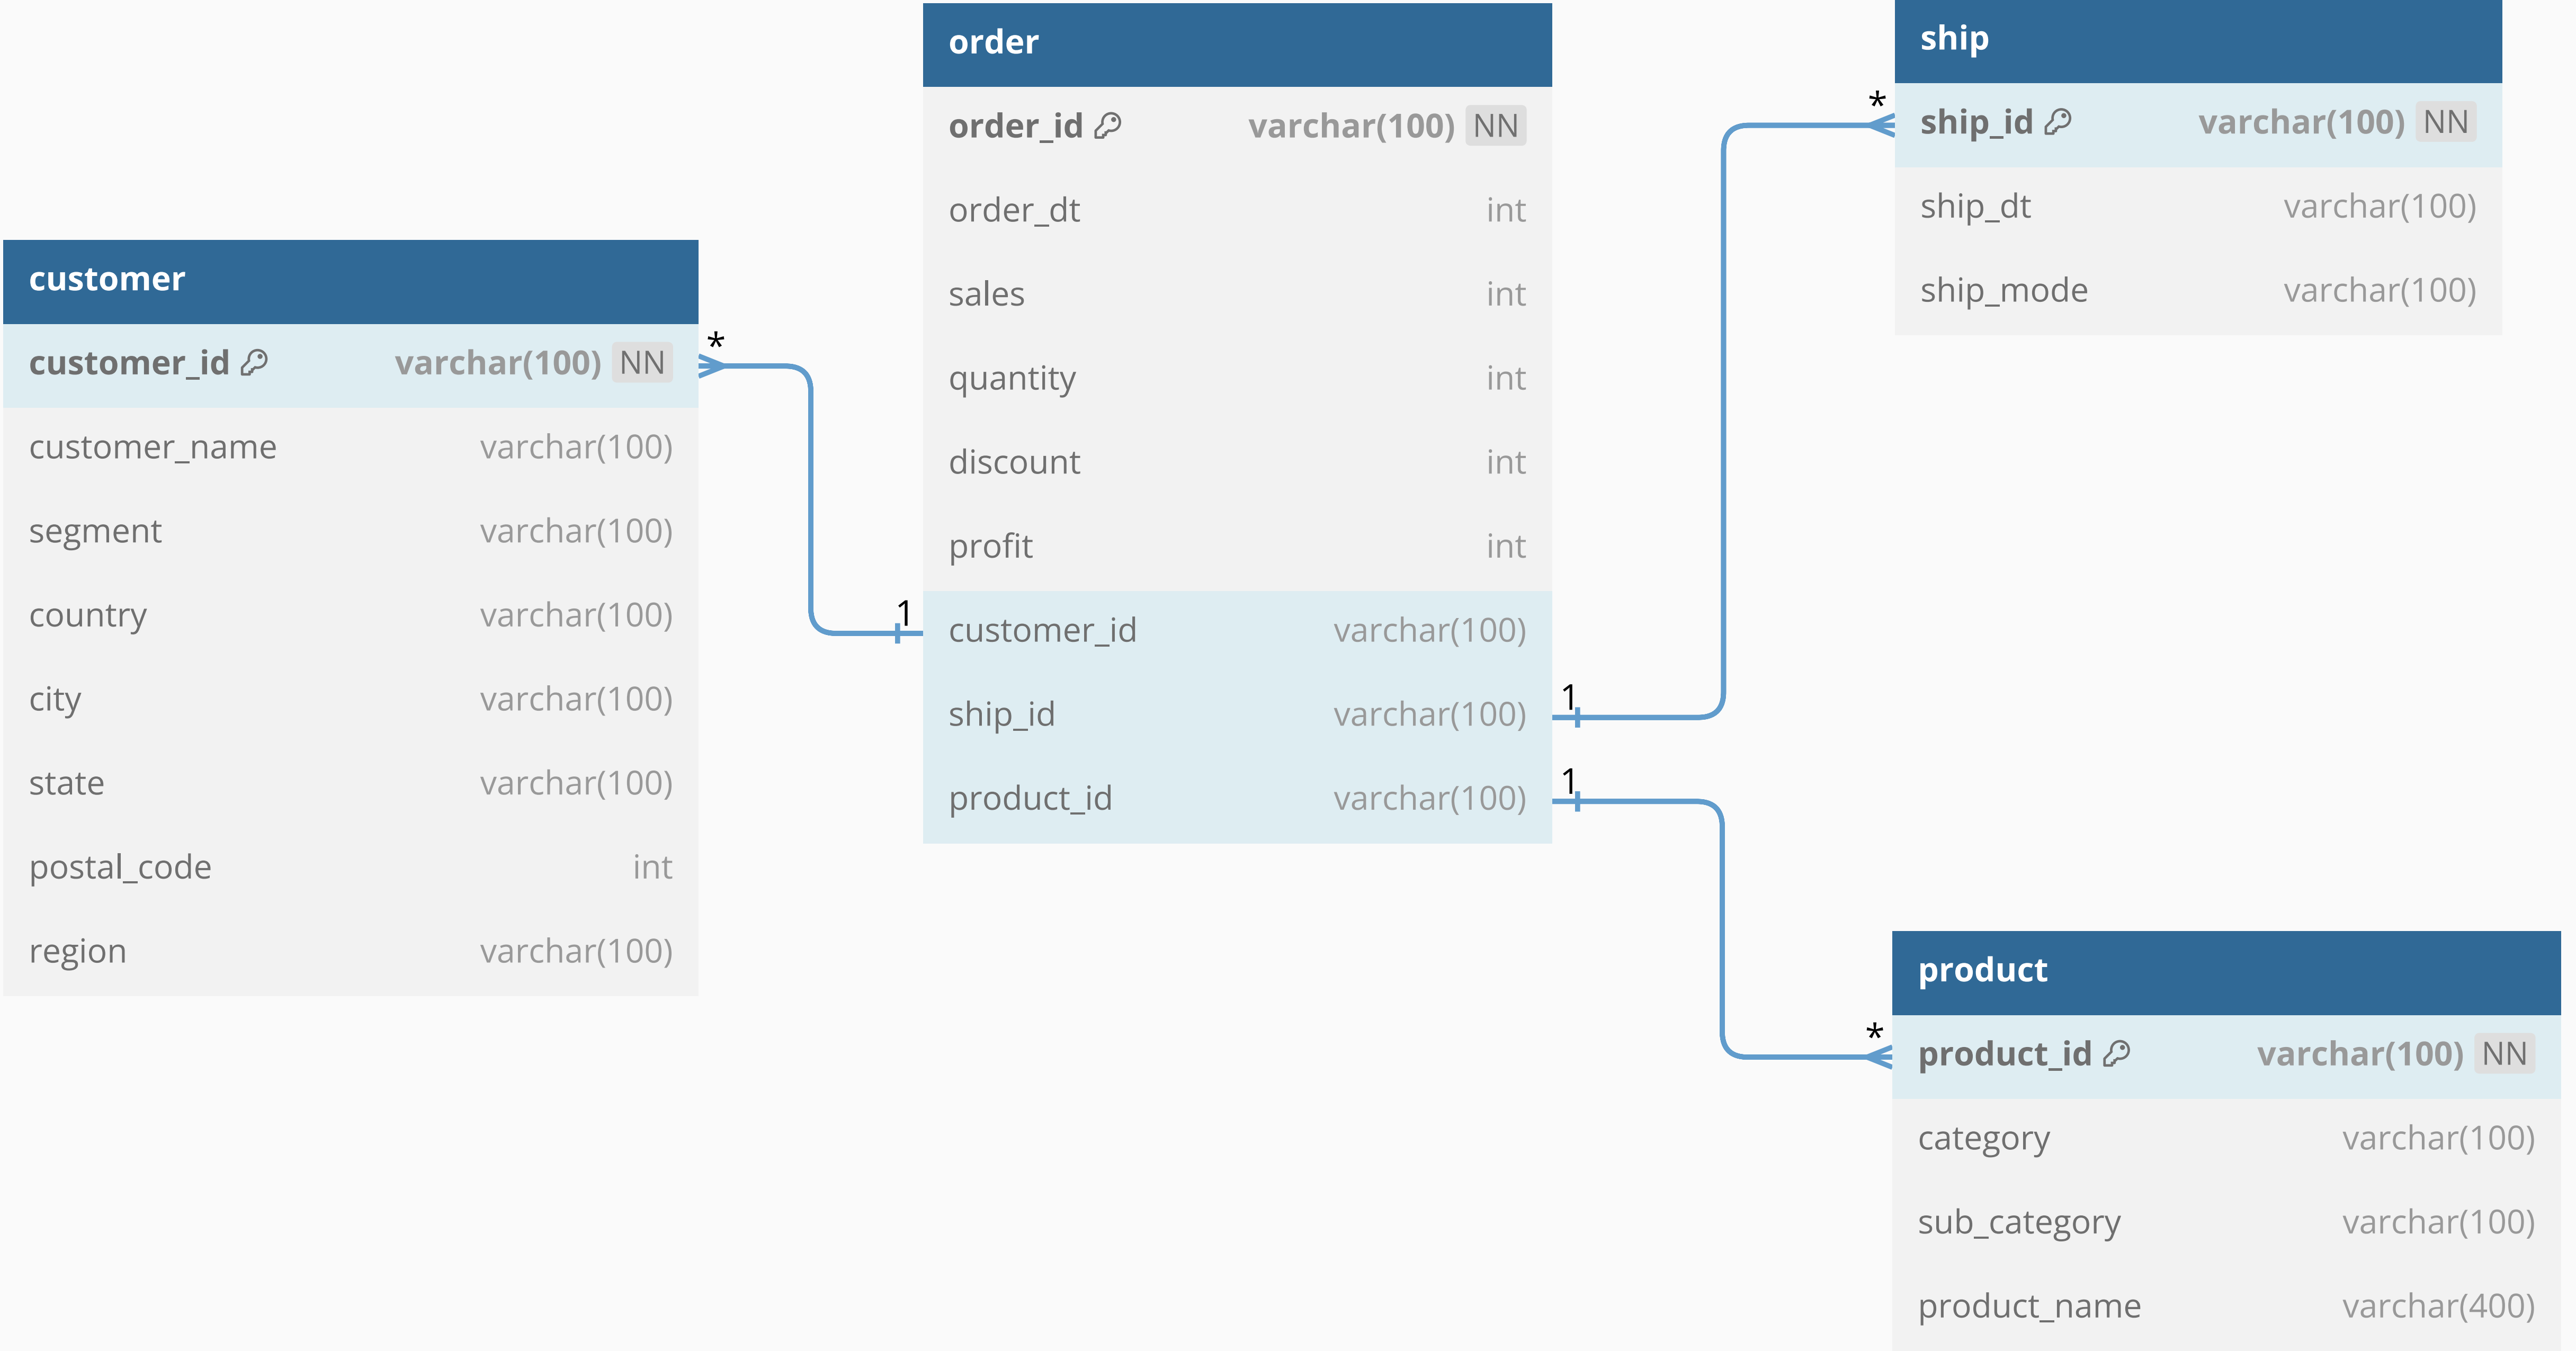 customer
customer_id varchar(100) NN
customer_name varchar(100)
segment varchar(100)
country varchar(100)
city varchar(100)
state varchar(100)
postal_code int
region varchar(100)
*
1
order
order_id varchar(100) NN
order_dt int
sales int
quantity int
discount int
profit int
customer_id varchar(100)
ship_id varchar(100)
product_id varchar(100)
1
*
1
*
ship
ship_id varchar(100) NN
ship_dt varchar(100)
ship_mode varchar(100)
product
product_id varchar(100) NN
category varchar(100)
sub_category varchar(100)
product_name varchar(400)